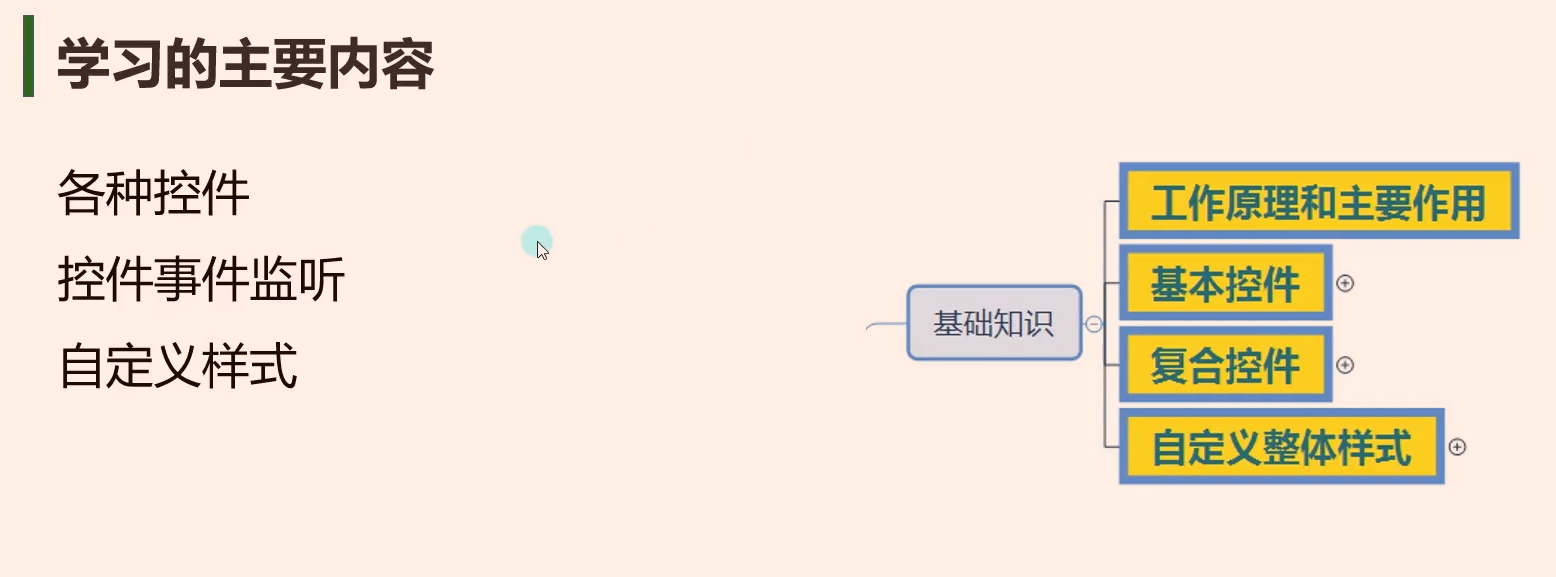 学习的主要内容
各种控件
控件事件监听
自定义样式
基础知识
工作原理和主要作用
基本控件
复合控件
自定义整体样式